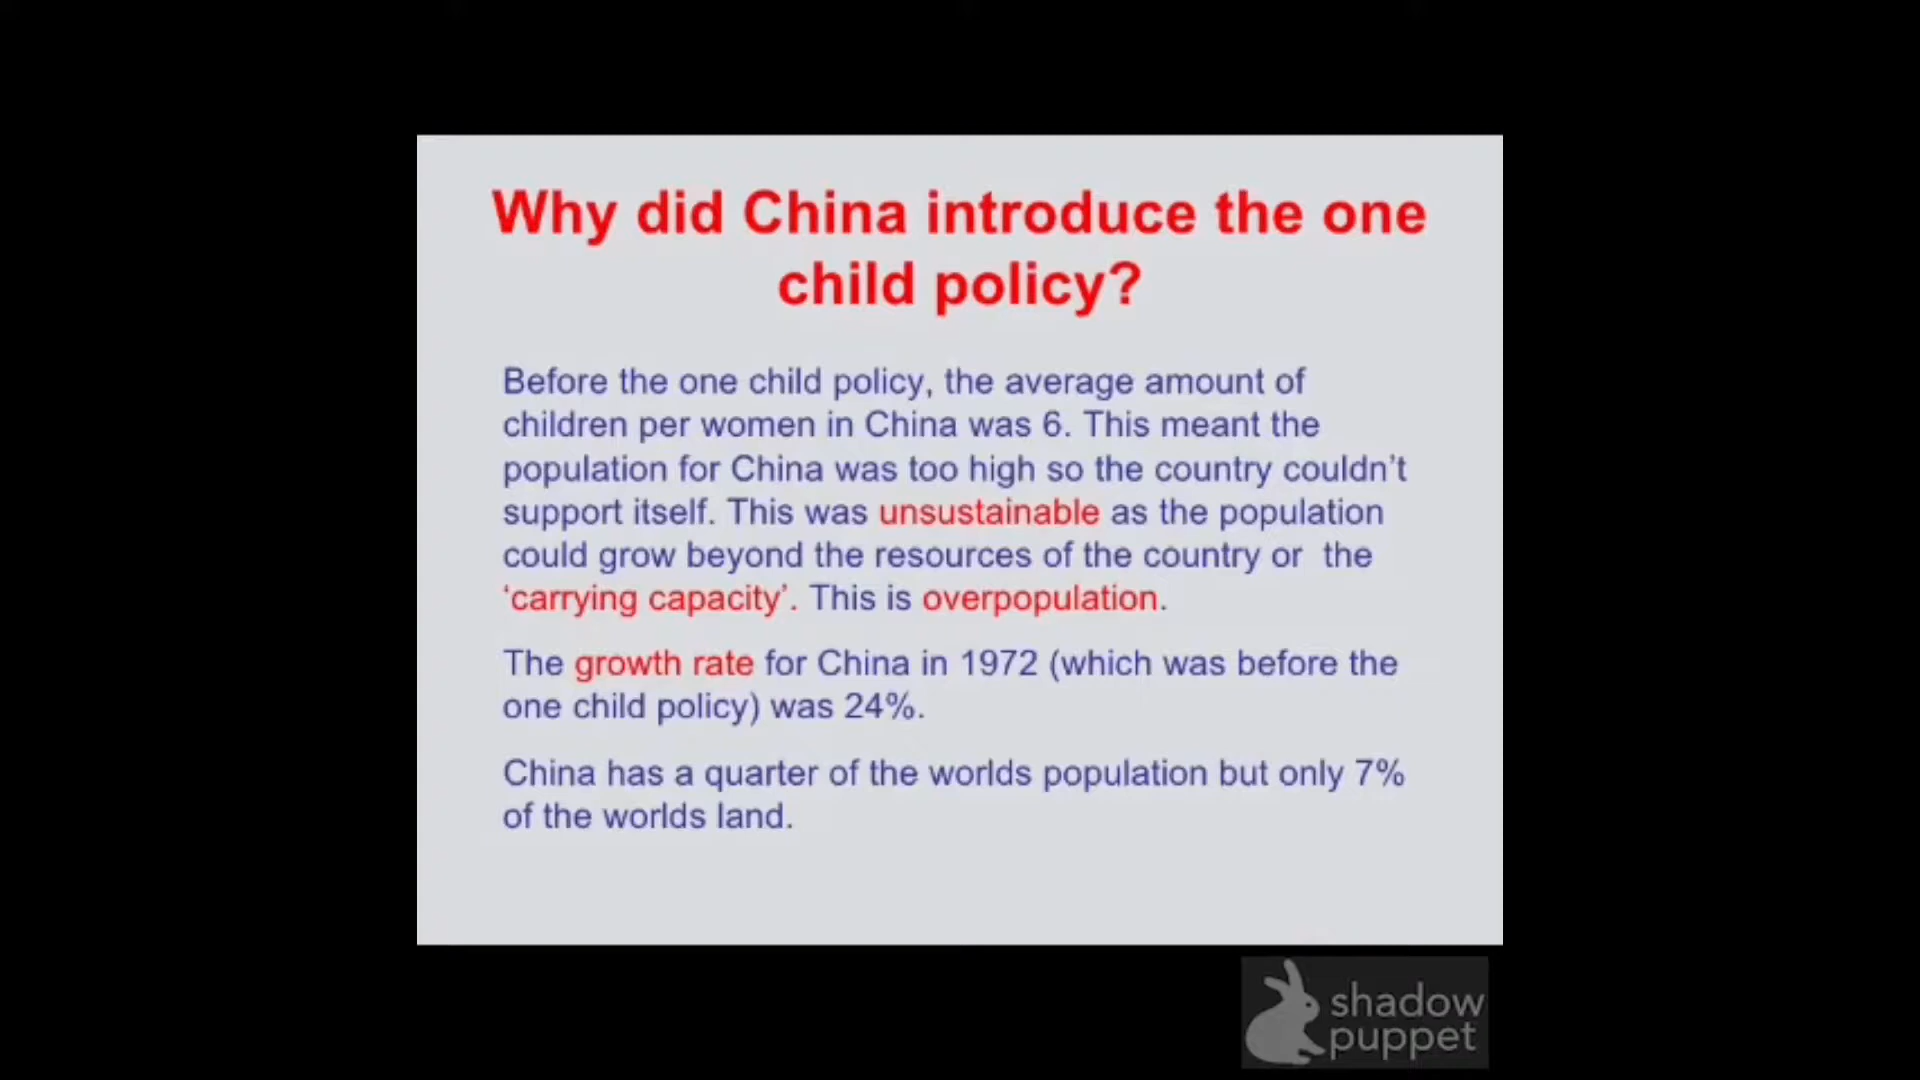 Why did China introduce the one
child policy?
Before the one child policy, the average amount of
children per women in China was 6. This meant the
population for China was too high so the country couldn’t
support itself. This was unsustainable as the population
could grow beyond the resources of the country or  the
‘carrying capacity’. This is overpopulation.
The growth rate for China in 1972 (which was before the
one child policy) was 24%.
China has a quarter of the worlds population but only 7%
of the worlds land.
shadow
puppet